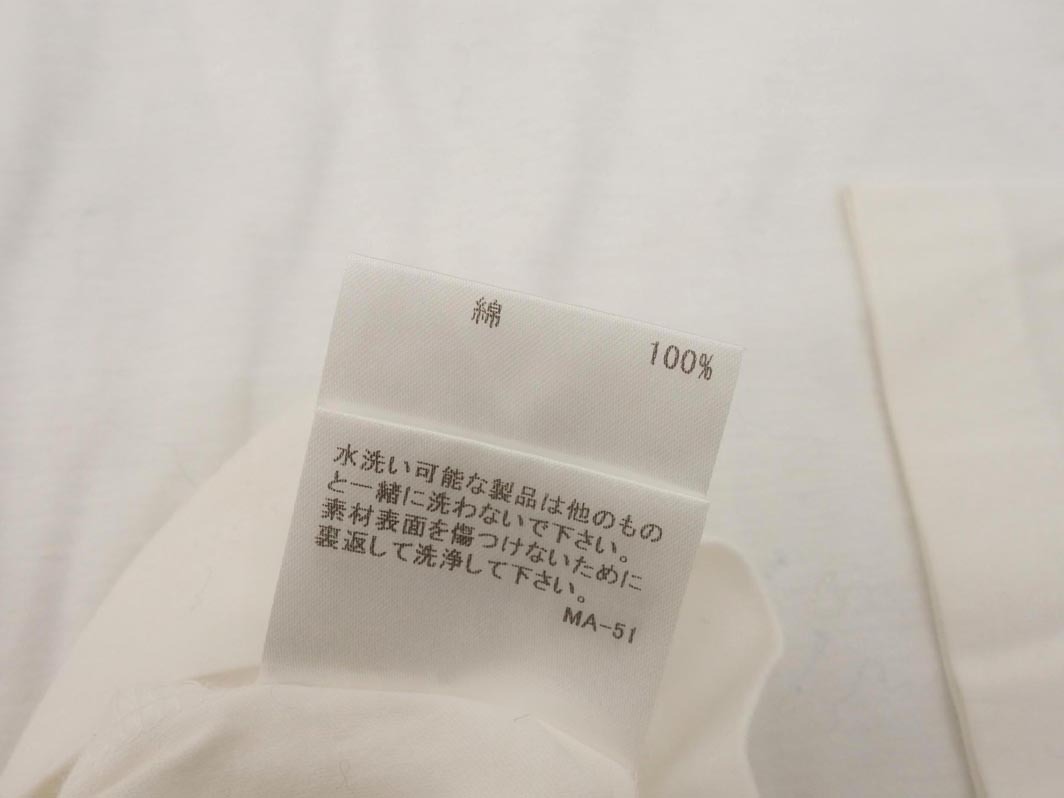 綿
100%
水洗い可能な製品は他のもの
と一緒に洗わないで下さい。
素材表面を傷つけないために
裏返して洗浄して下さい。
MA-51